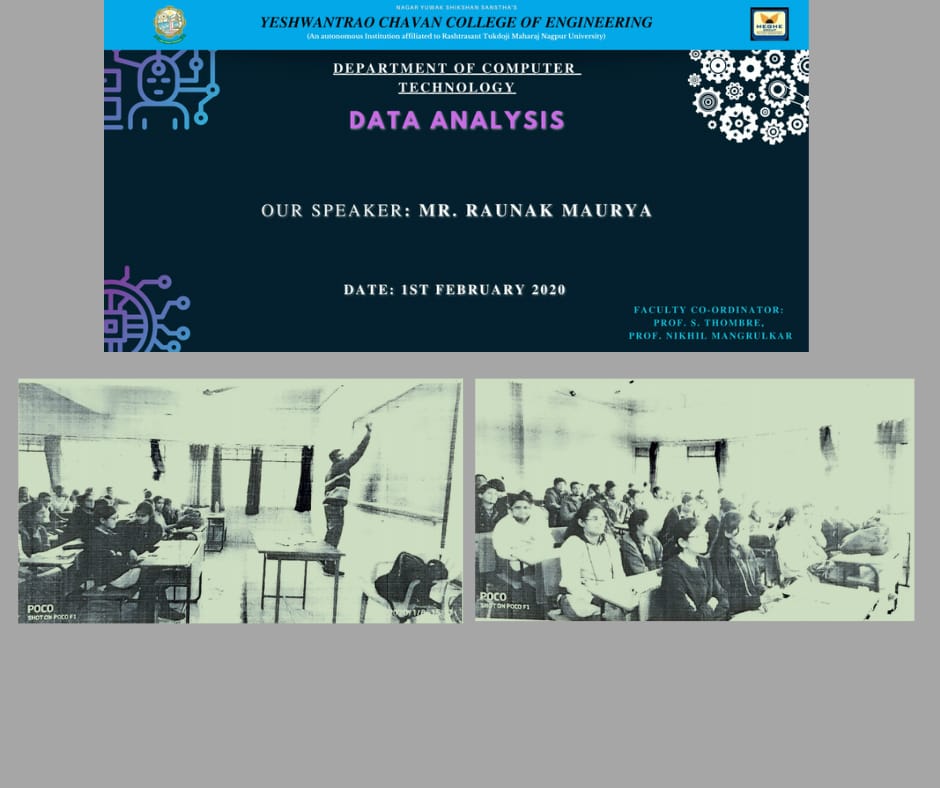 NAGAR YUWAK SHIKSHAN SANSTHA'S
YESHWANTRAO CHAVAN COLLEGE OF ENGINEERING
(An autonomous Institution affiliated to Rashtrasant Tukdoji Maharaj Nagpur University)
MEGHE
DEPARTMENT OF COMPUTER
TECHNOLOGY
DATA ANALYSIS
OUR SPEAKER: MR. RAUNAK MAURYA
DATE: 1ST FEBRUARY 2020
FACULTY CO-ORDINATOR:
PROF. S. THOMBRE,
PROF. NIKHIL MANGRULKAR
POCO
SHOT ON POCO F1
POCO
SHOT ON POCO F1